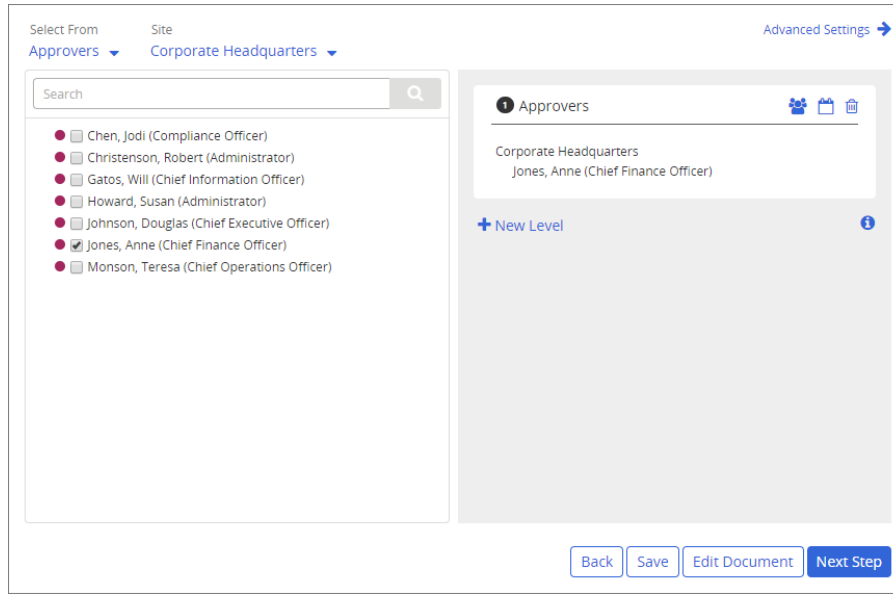 Select From
Site
Advanced Settings
Approvers
Corporate Headquarters
Search
Chen, Jodi (Compliance Officer)
Christenson, Robert (Administrator)
Gatos, Will (Chief Information Officer)
Howard, Susan (Administrator)
Johnson, Douglas (Chief Executive Officer)
Jones, Anne (Chief Finance Officer)
Monson, Teresa (Chief Operations Officer)
1 Approvers
Corporate Headquarters
Jones, Anne (Chief Finance Officer)
New Level
Back
Save
Edit Document
Next Step